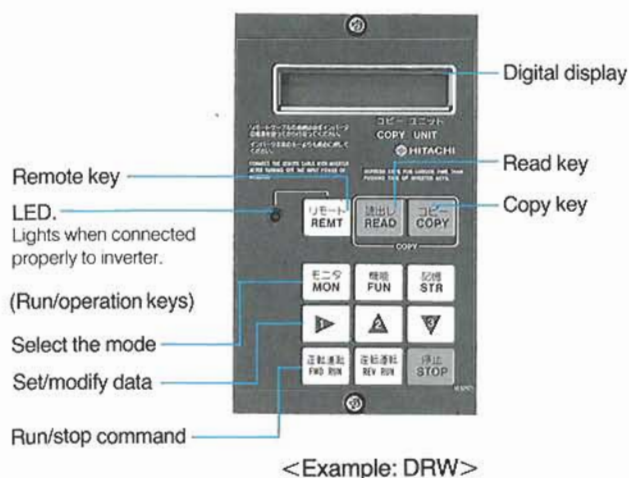 Digital display
コピー ユニット
COPY UNIT
HITACHI
Remote key
Read key
Copy key
LED.
Lights when connected
properly to inverter.
リモート
REMT
読出し
READ
コピー
COPY
COPY
(Run/operation keys)
モニタ
MON
機能
FUN
記憶
STR
Select the mode
1
2
3
Set/modify data
正転運転
FWD RUN
逆転運転
REV RUN
停止
STOP
Run/stop command
<Example: DRW>